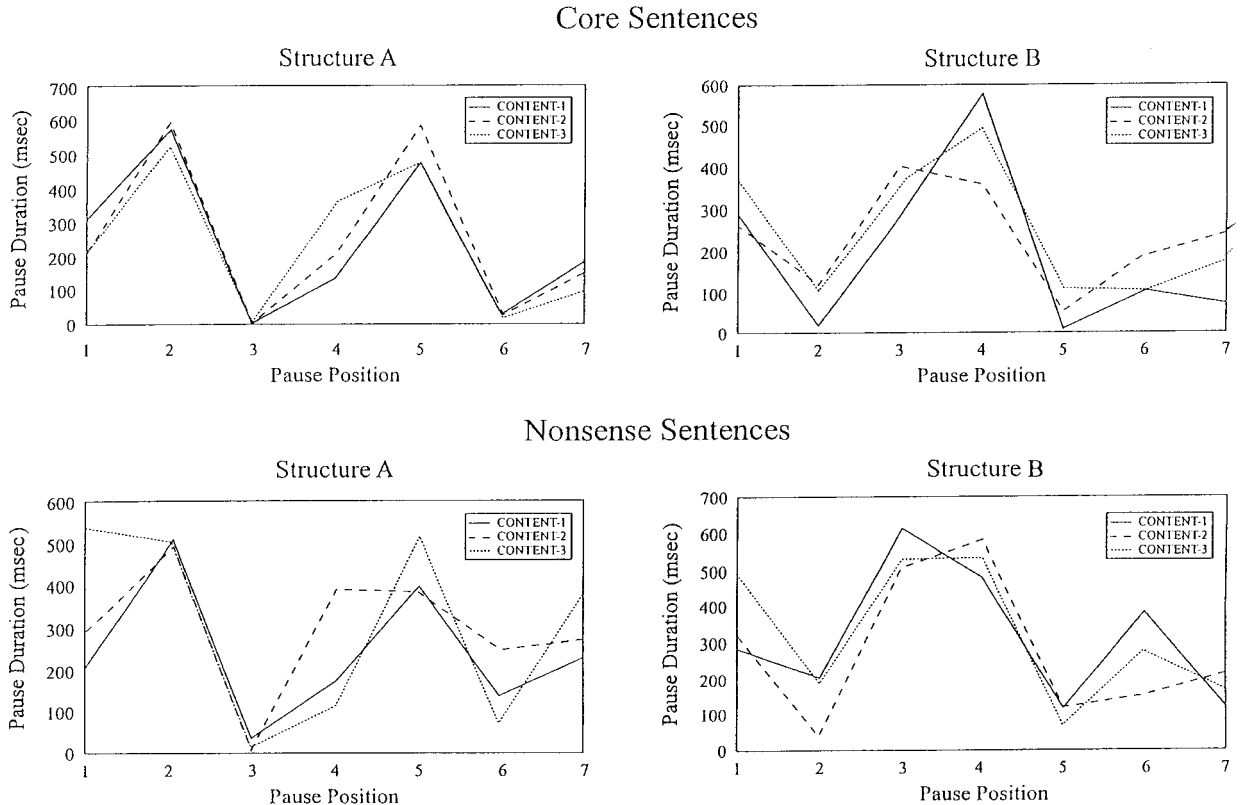 Core Sentences
Structure A
Pause Duration (msec)
700
600
500
400
300
200
100
0
1 2 3 4 5 6 7
Pause Position
CONTENT-1
CONTENT-2
CONTENT-3
Structure B
Pause Duration (msec)
600
500
400
300
200
100
0
1 2 3 4 5 6 7
Pause Position
CONTENT-1
CONTENT-2
CONTENT-3
Nonsense Sentences
Structure A
Pause Duration (msec)
600
500
400
300
200
100
0
1 2 3 4 5 6 7
Pause Position
CONTENT-1
CONTENT-2
CONTENT-3
Structure B
Pause Duration (msec)
700
600
500
400
300
200
100
0
1 2 3 4 5 6 7
Pause Position
CONTENT-1
CONTENT-2
CONTENT-3